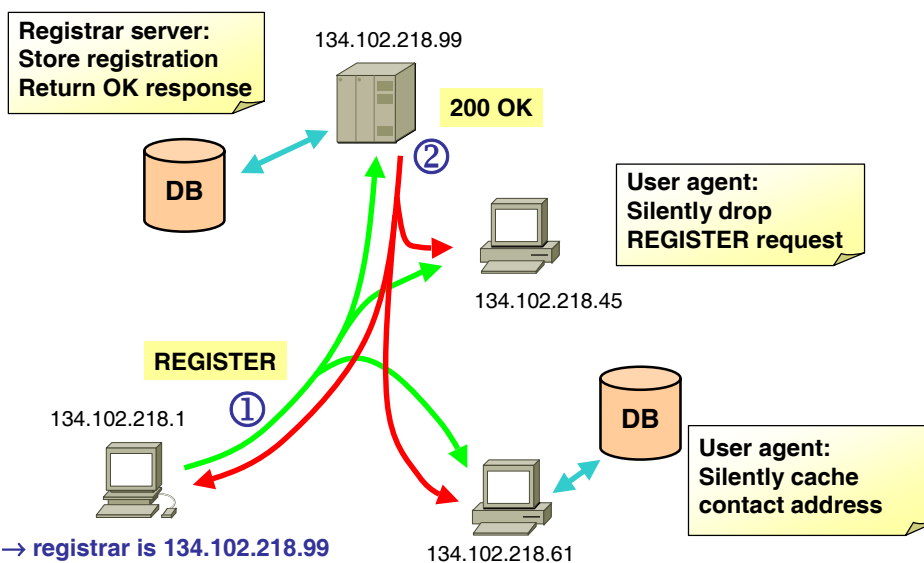 Registrar server:
Store registration
Return OK response
134.102.218.99
200 OK
②
DB
User agent:
Silently drop
REGISTER request
134.102.218.45
REGISTER
①
134.102.218.1
DB
User agent:
Silently cache
contact address
→ registrar is 134.102.218.99
134.102.218.61